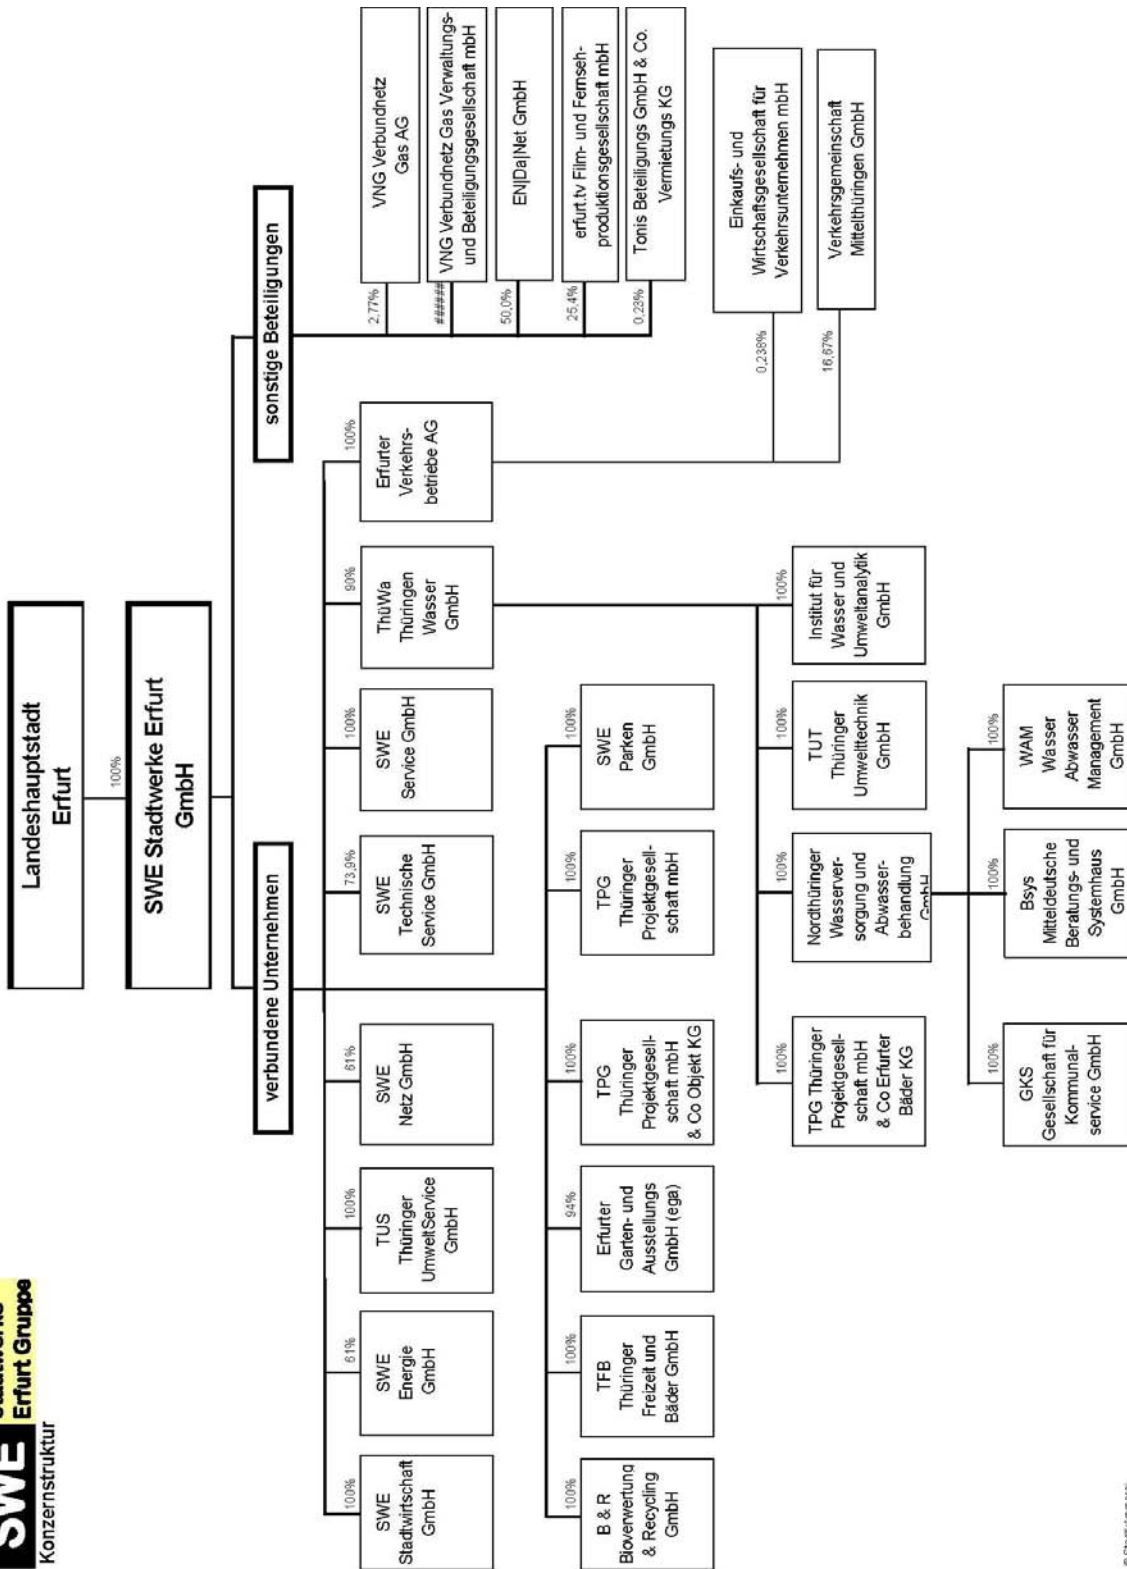 SWE
Erfurt Gruppe
Konzernstruktur
Landeshauptstadt
Erfurt
100%
SWE Stadtwerke Erfurt
GmbH
verbundene Unternehmen
sonstige Beteiligungen
100%
SWE
Stadtwirtschaft
GmbH
61%
SWE
Energie
GmbH
100%
TUS
Thüringer
UmweltService
GmbH
61%
SWE
Netz GmbH
73,9%
SWE
Technische
Service GmbH
100%
SWE
Service GmbH
90%
ThüWa
Thüringen
Wasser
GmbH
100%
Erfurter
Verkehrs-
betriebe AG
2,77%
VNG Verbundnetz
Gas AG
######
VNG Verbundnetz Gas Verwaltungs-
und Beteiligungsgesellschaft mbH
50,0%
EN|Da|Net GmbH
25,4%
erfurt.tv Film- und Fernseh-
produktionsgesellschaft mbH
0,23%
Tonis Beteiligungs GmbH & Co.
Vermietungs KG
100%
B & R
Bioverwertung
& Recycling
GmbH
100%
TFB
Thüringer
Freizeit und
Bäder GmbH
94%
Erfurter
Garten- und
Ausstellungs
GmbH (ega)
100%
TPG
Thüringer
Projektgesell-
schaft mbH
& Co Objekt KG
100%
TPG
Thüringer
Projektgesell-
schaft mbH
100%
SWE
Parken
GmbH
0,238%
Einkaufs- und
Wirtschaftsgesellschaft für
Verkehrsunternehmen mbH
16,67%
Verkehrsgemeinschaft
Mittelthüringen GmbH
100%
TPG Thüringer
Projektgesell-
schaft mbH
& Co Erfurter
Bäder KG
100%
Nordthüringer
Wasserver-
sorgung und
Abwasser-
behandlung
GmbH
100%
TUT
Thüringer
Umwelttechnik
GmbH
100%
Institut für
Wasser und
Umweltanalytik
GmbH
100%
GKS
Gesellschaft für
Kommunal-
service GmbH
100%
Bsys
Mitteldeutsche
Beratungs- und
Systemhaus
GmbH
100%
WAM
Wasser
Abwasser
Management
GmbH